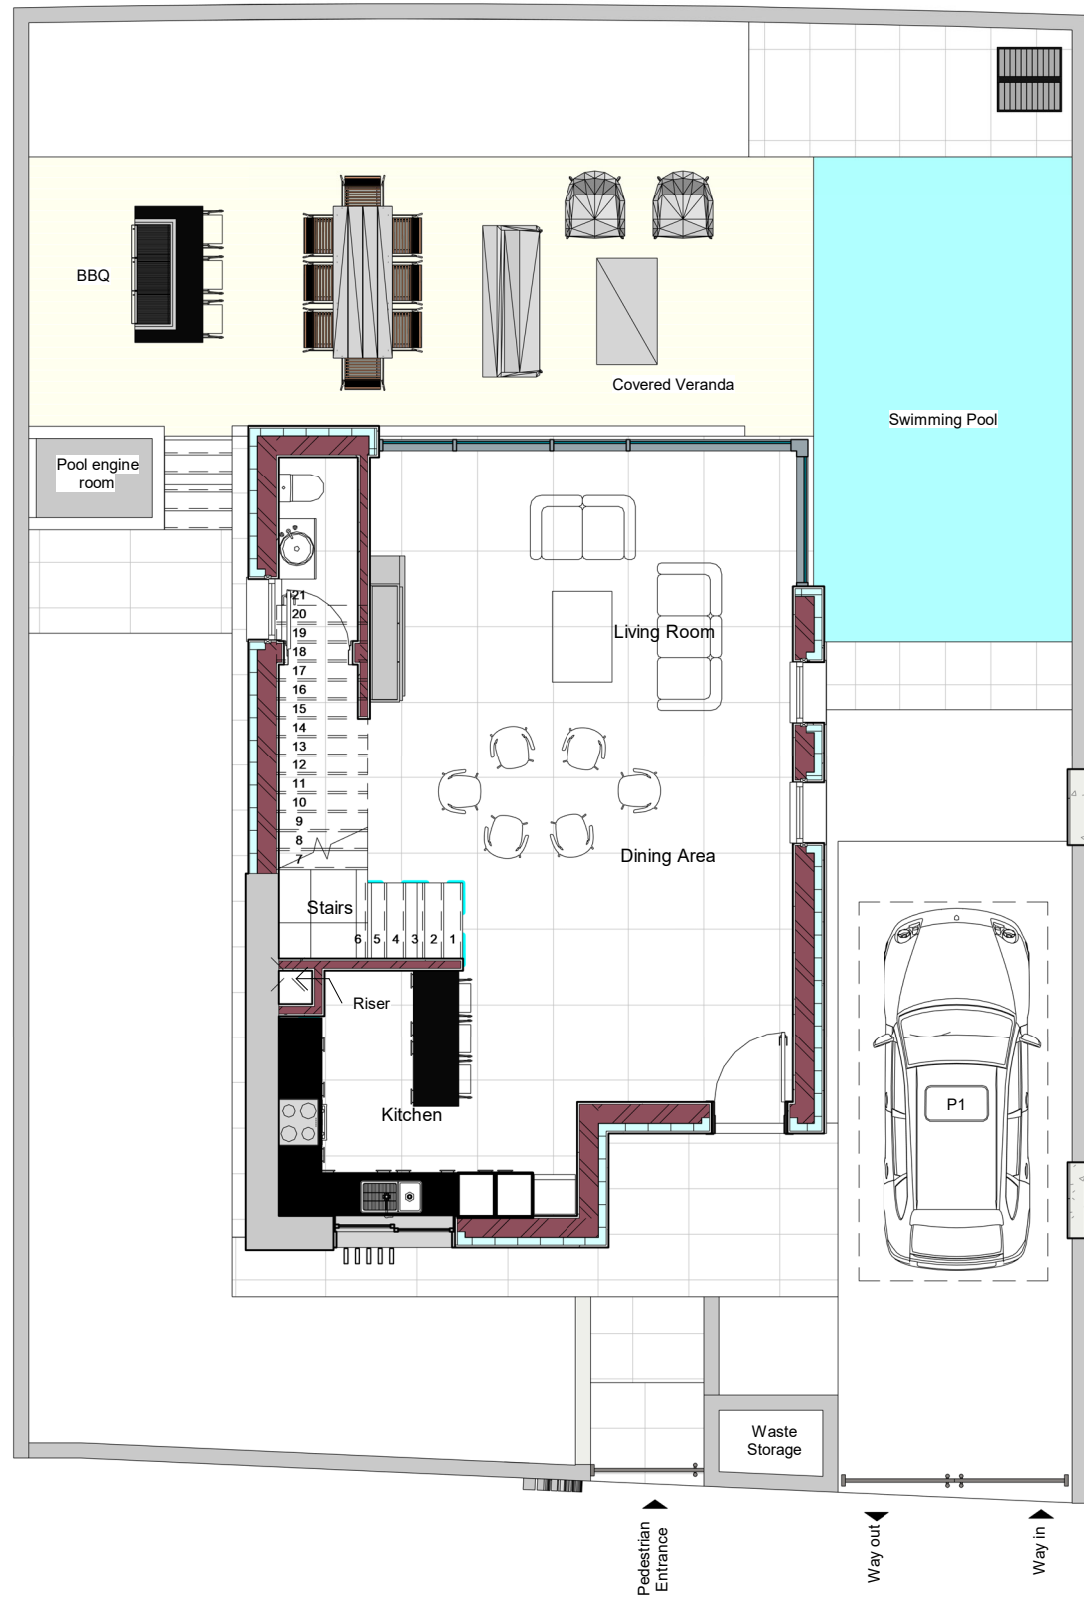 BBQ
Covered Veranda
Swimming Pool
Pool engine
room
21
20
19
18
17
16
15
14
13
12
11
10
9
8
7
Living Room
Dining Area
Stairs
6 5 4 3 2 1
Riser
Kitchen
P1
Waste
Storage
Pedestrian
Entrance
Way out
Way in